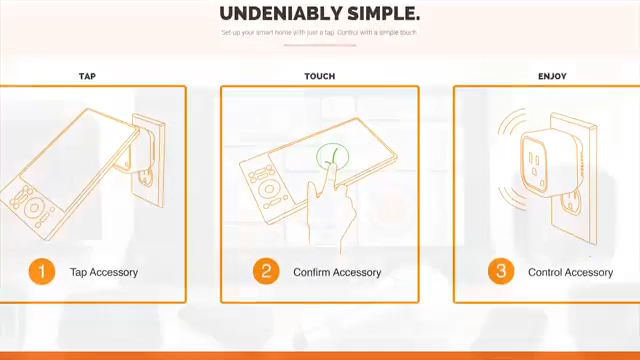 UNDENIABLY SIMPLE.
Set-up your smart home with just a tap. Control with a simple touch
TAP
TOUCH
ENJOY
1 Tap Accessory
2 Confirm Accessory
3 Control Accessory